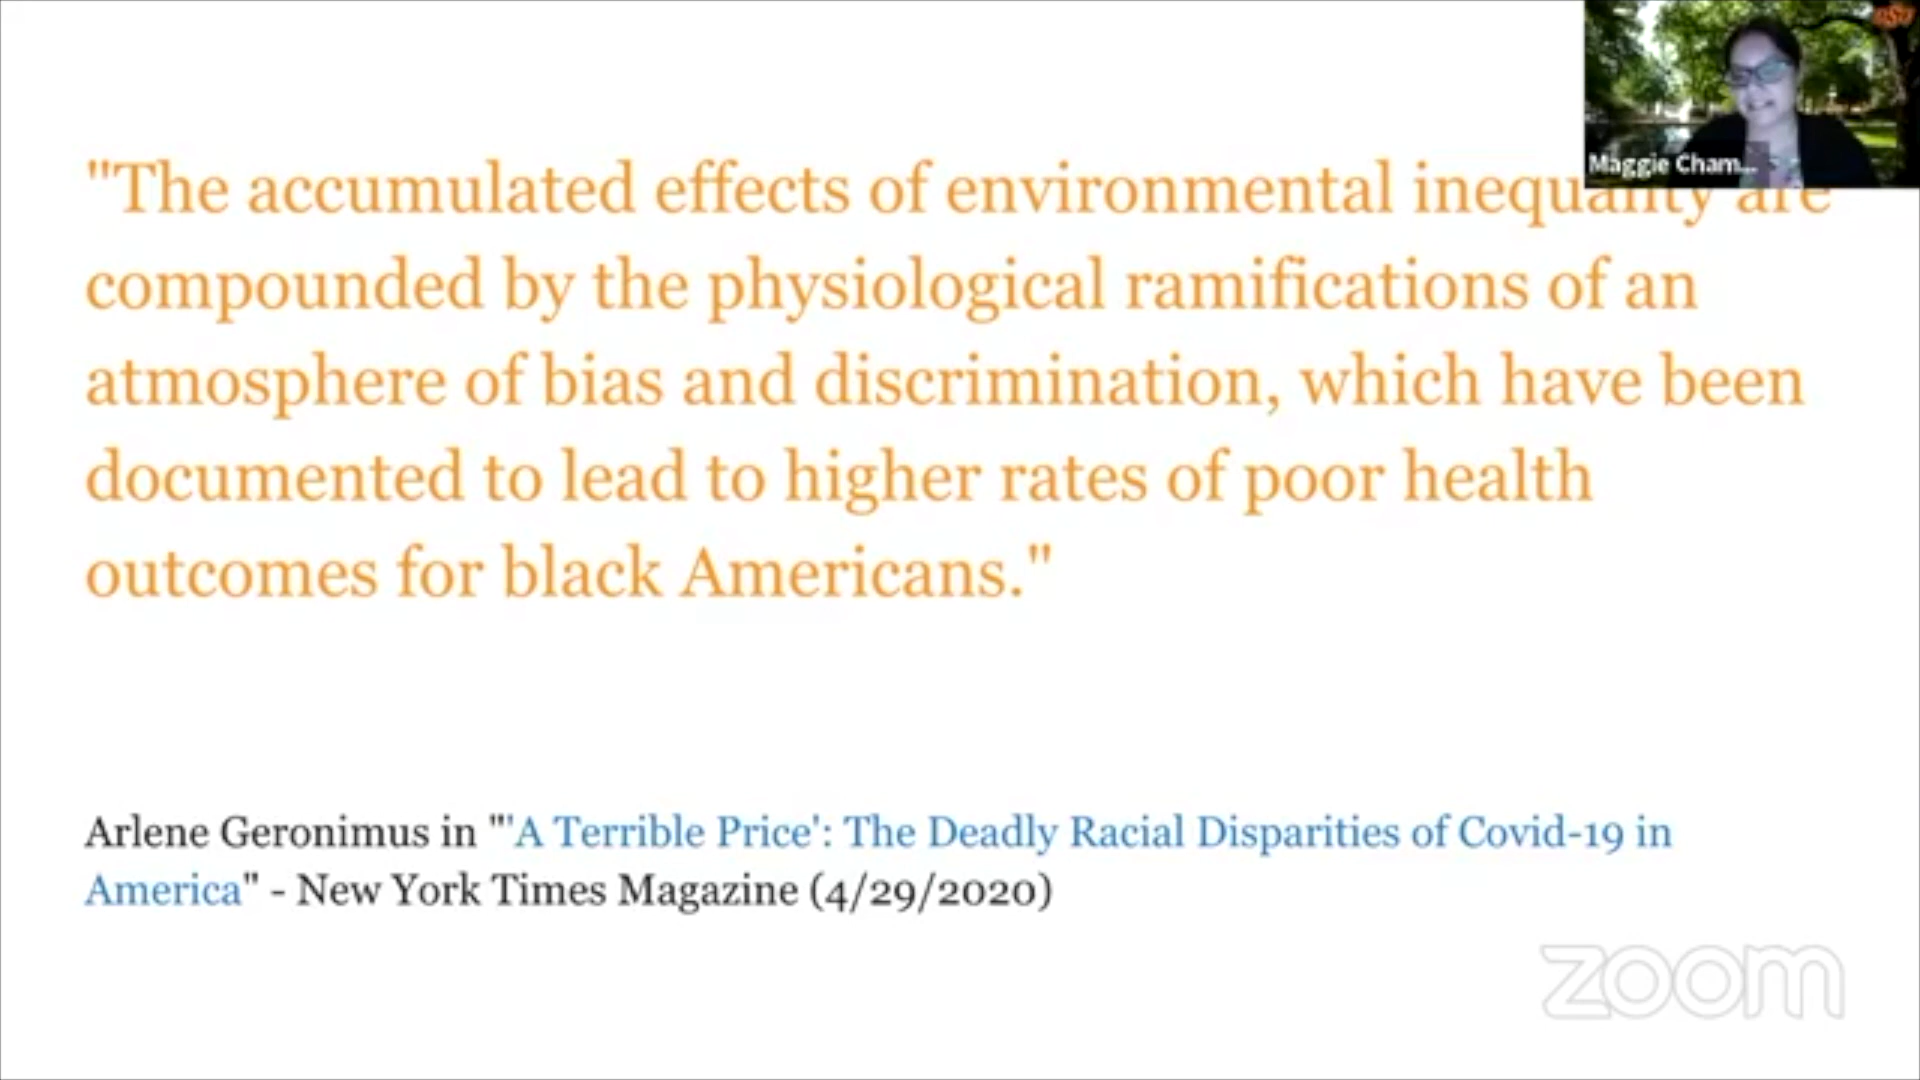 OSU
Maggie Cham...
"The accumulated effects of environmental inequality are
compounded by the physiological ramifications of an
atmosphere of bias and discrimination, which have been
documented to lead to higher rates of poor health
outcomes for black Americans."
Arlene Geronimus in "'A Terrible Price': The Deadly Racial Disparities of Covid-19 in
America" - New York Times Magazine (4/29/2020)
zoom